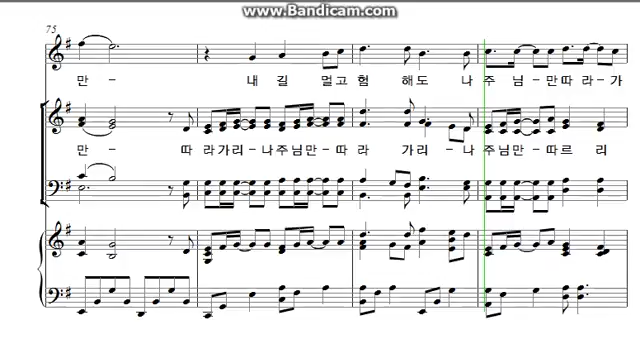 www.Bandicam.com
75
만- 내 길 멀고 험 해도 나 주 님-만따라-가
만- 따 라가리-나주님만-따 라 가리-나 주님만-따르 리